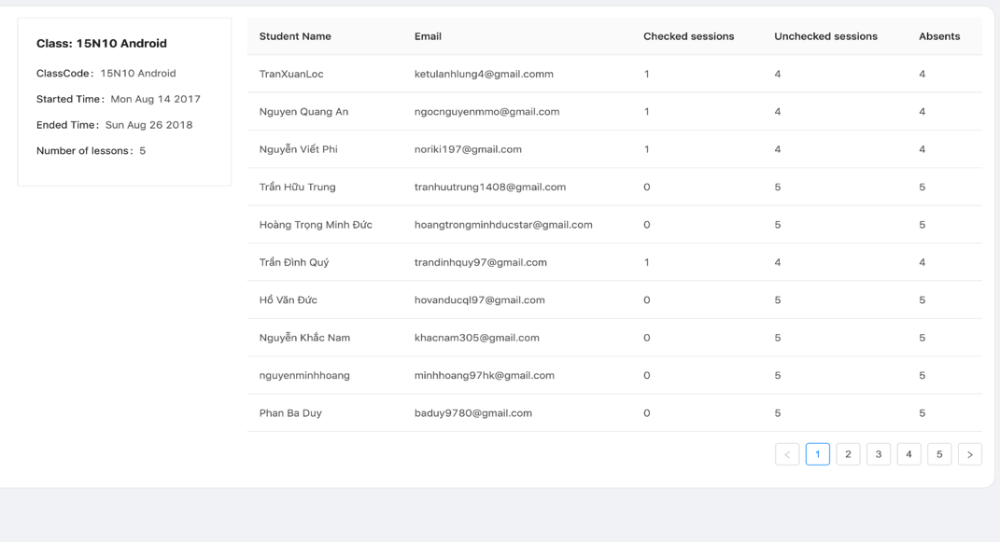 Class: 15N10 Android
ClassCode: 15N10 Android
Started Time: Mon Aug 14 2017
Ended Time: Sun Aug 26 2018
Number of lessons: 5
Student Name Email Checked sessions Unchecked sessions Absents
TranXuanLoc ketulanhlung4@gmail.comm 1 4 4
Nguyen Quang An ngocnguyenmmo@gmail.com 1 4 4
Nguyễn Viết Phi noriki197@gmail.com 1 4 4
Trần Hữu Trung tranhuutrung1408@gmail.com 0 5 5
Hoàng Trọng Minh Đức hoangtrongminhducstar@gmail.com 0 5 5
Trần Đình Quý trandinhquy97@gmail.com 1 4 4
Hồ Văn Đức hovanducql97@gmail.com 0 5 5
Nguyễn Khắc Nam khacnam305@gmail.com 0 5 5
nguyenminhhoang minhhoang97hk@gmail.com 0 5 5
Phan Ba Duy baduy9780@gmail.com 0 5 5
< 1 2 3 4 5 >